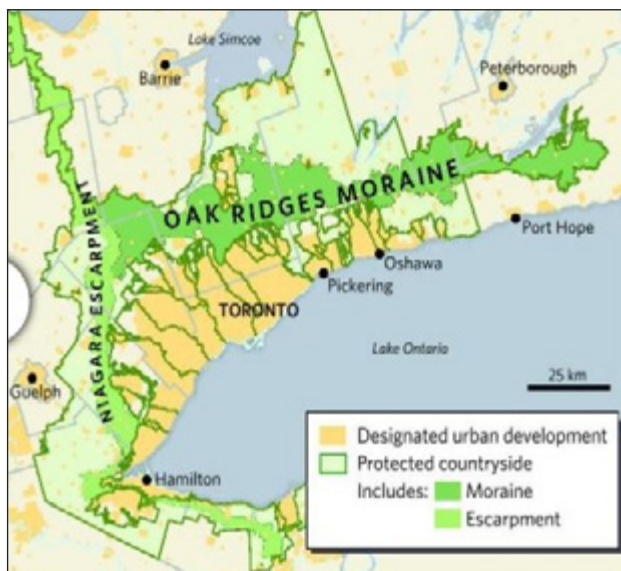 Lake Simcoe
Barrie
Peterborough
OAK RIDGES MORAINE
NIAGARA ESCARPMENT
Port Hope
Oshawa
Pickering
TORONTO
Lake Ontario
Guelph
25 km
Hamilton
Designated urban development
Protected countryside
Includes: Moraine
Escarpment